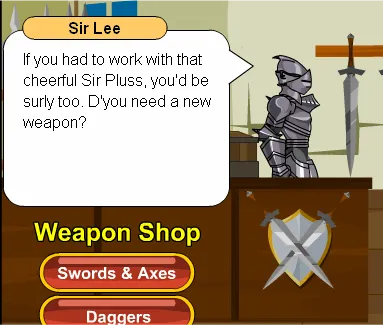 Sir Lee
If you had to work with that
cheerful Sir Pluss, you'd be
surly too. D'you need a new
weapon?
Weapon Shop
Swords & Axes
Daggers